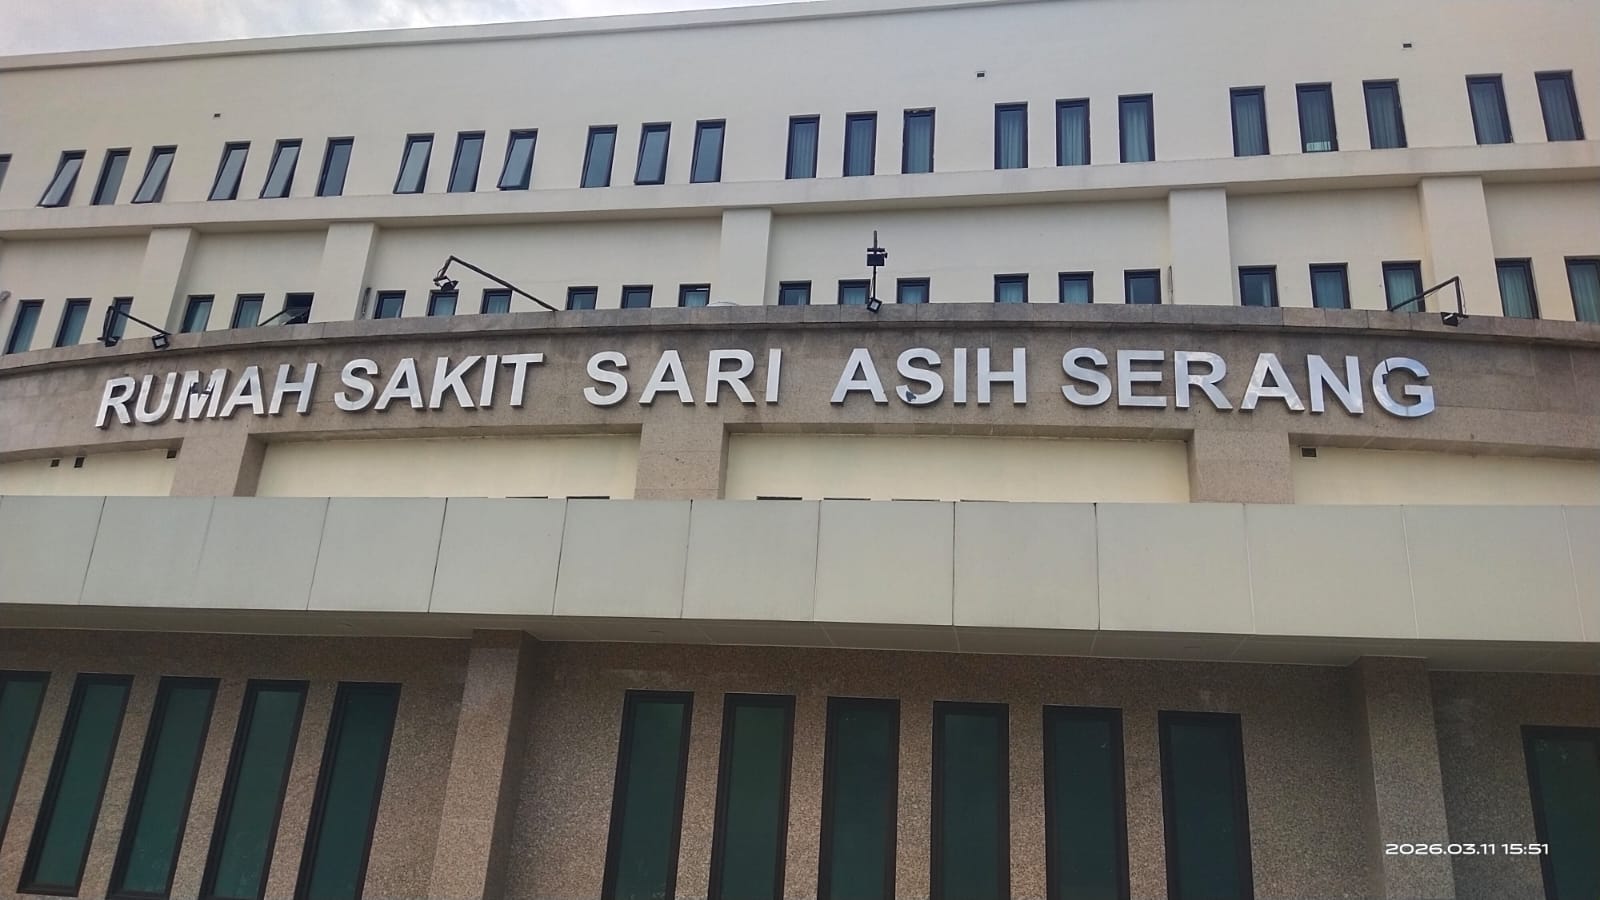 RUMAH SAKIT SARI ASIH SERANG
2026.03.11 15:51